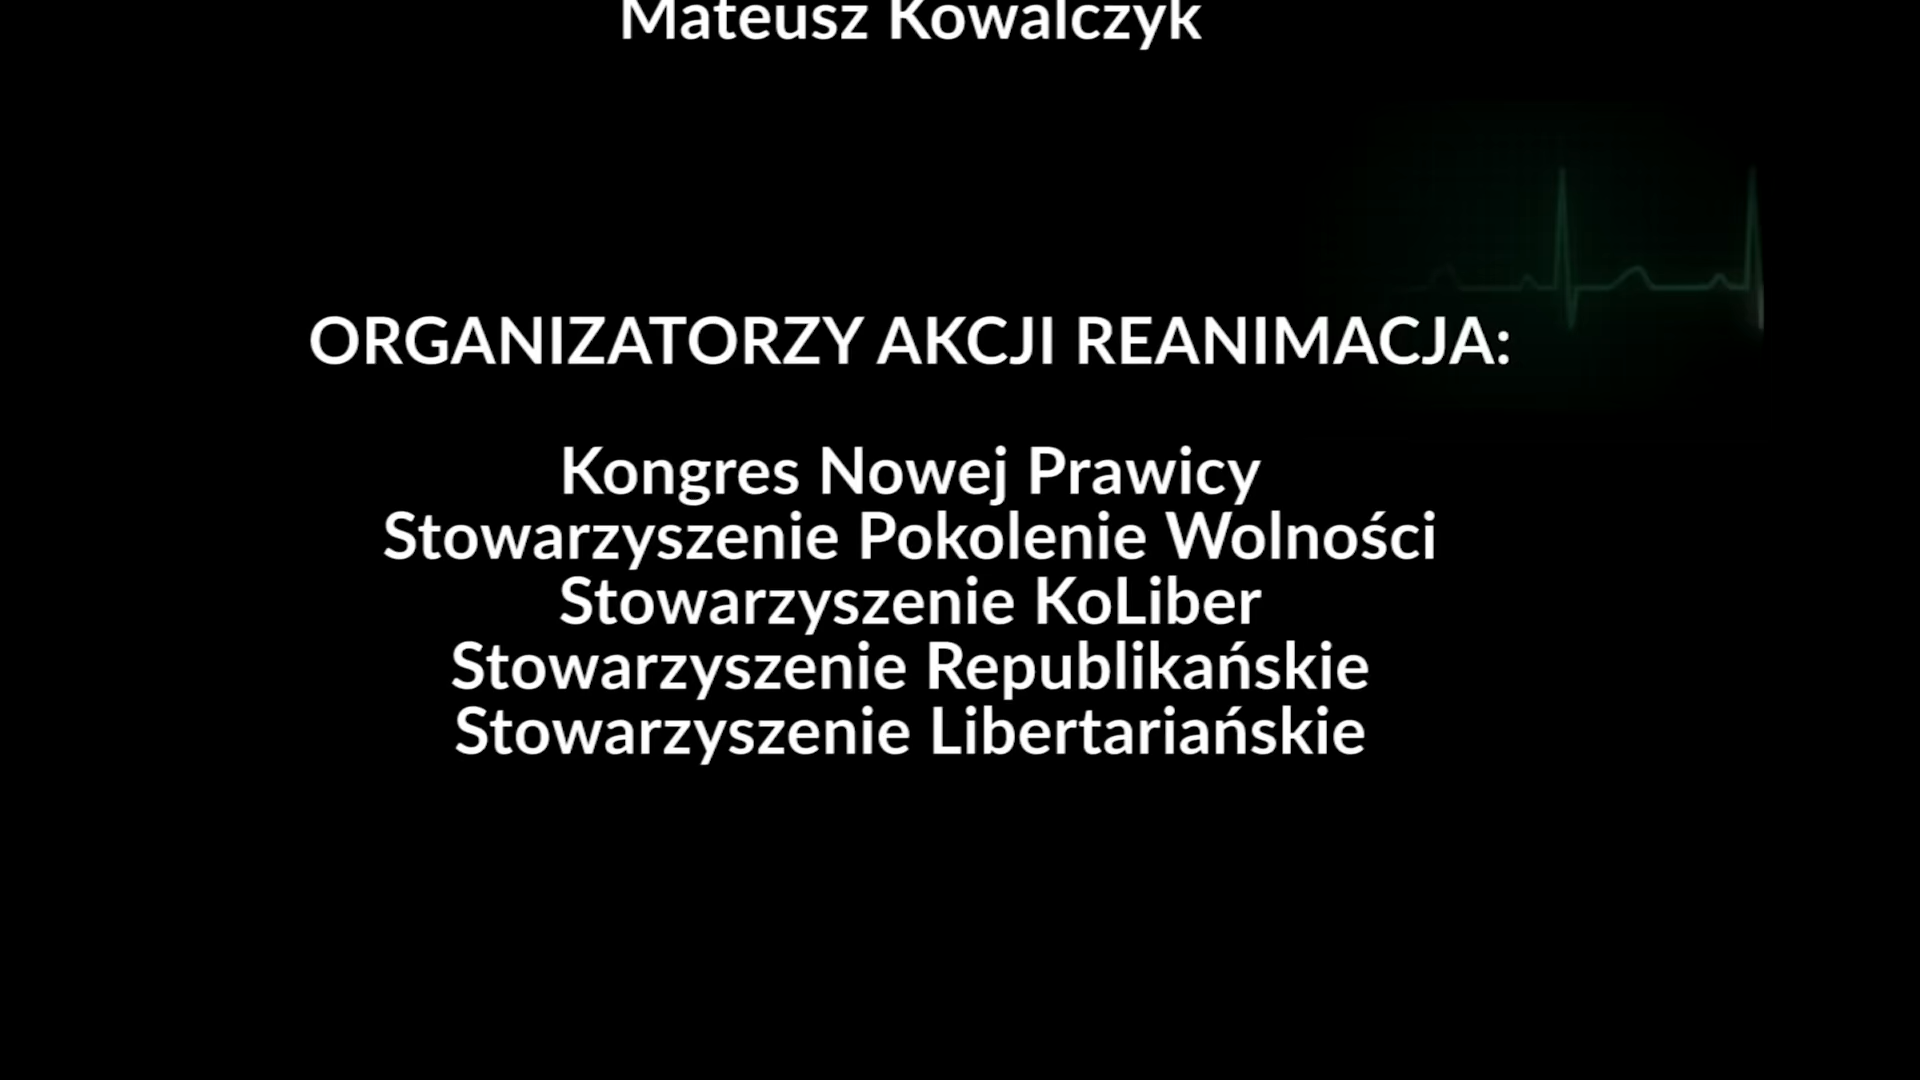 Mateusz Kowalczyk
ORGANIZATORZY AKCJI REANIMACJA:
Kongres Nowej Prawicy
Stowarzyszenie Pokolenie Wolności
Stowarzyszenie KoLiber
Stowarzyszenie Republikańskie
Stowarzyszenie Libertariańskie